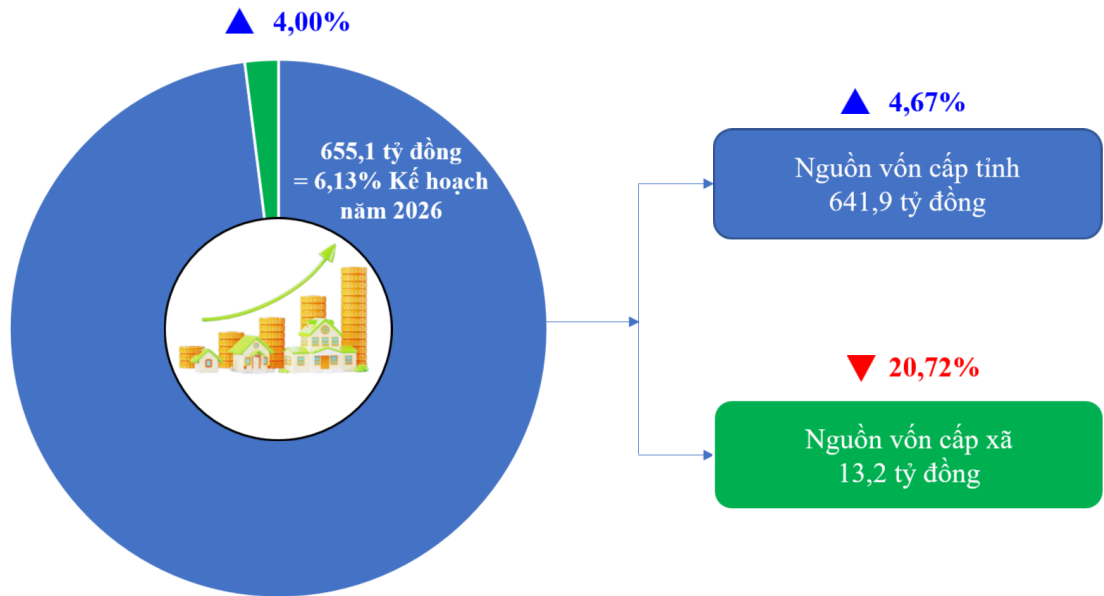 4,00%
655,1 tỷ đồng
= 6,13% Kế hoạch
năm 2026
4,67%
Nguồn vốn cấp tỉnh
641,9 tỷ đồng
20,72%
Nguồn vốn cấp xã
13,2 tỷ đồng